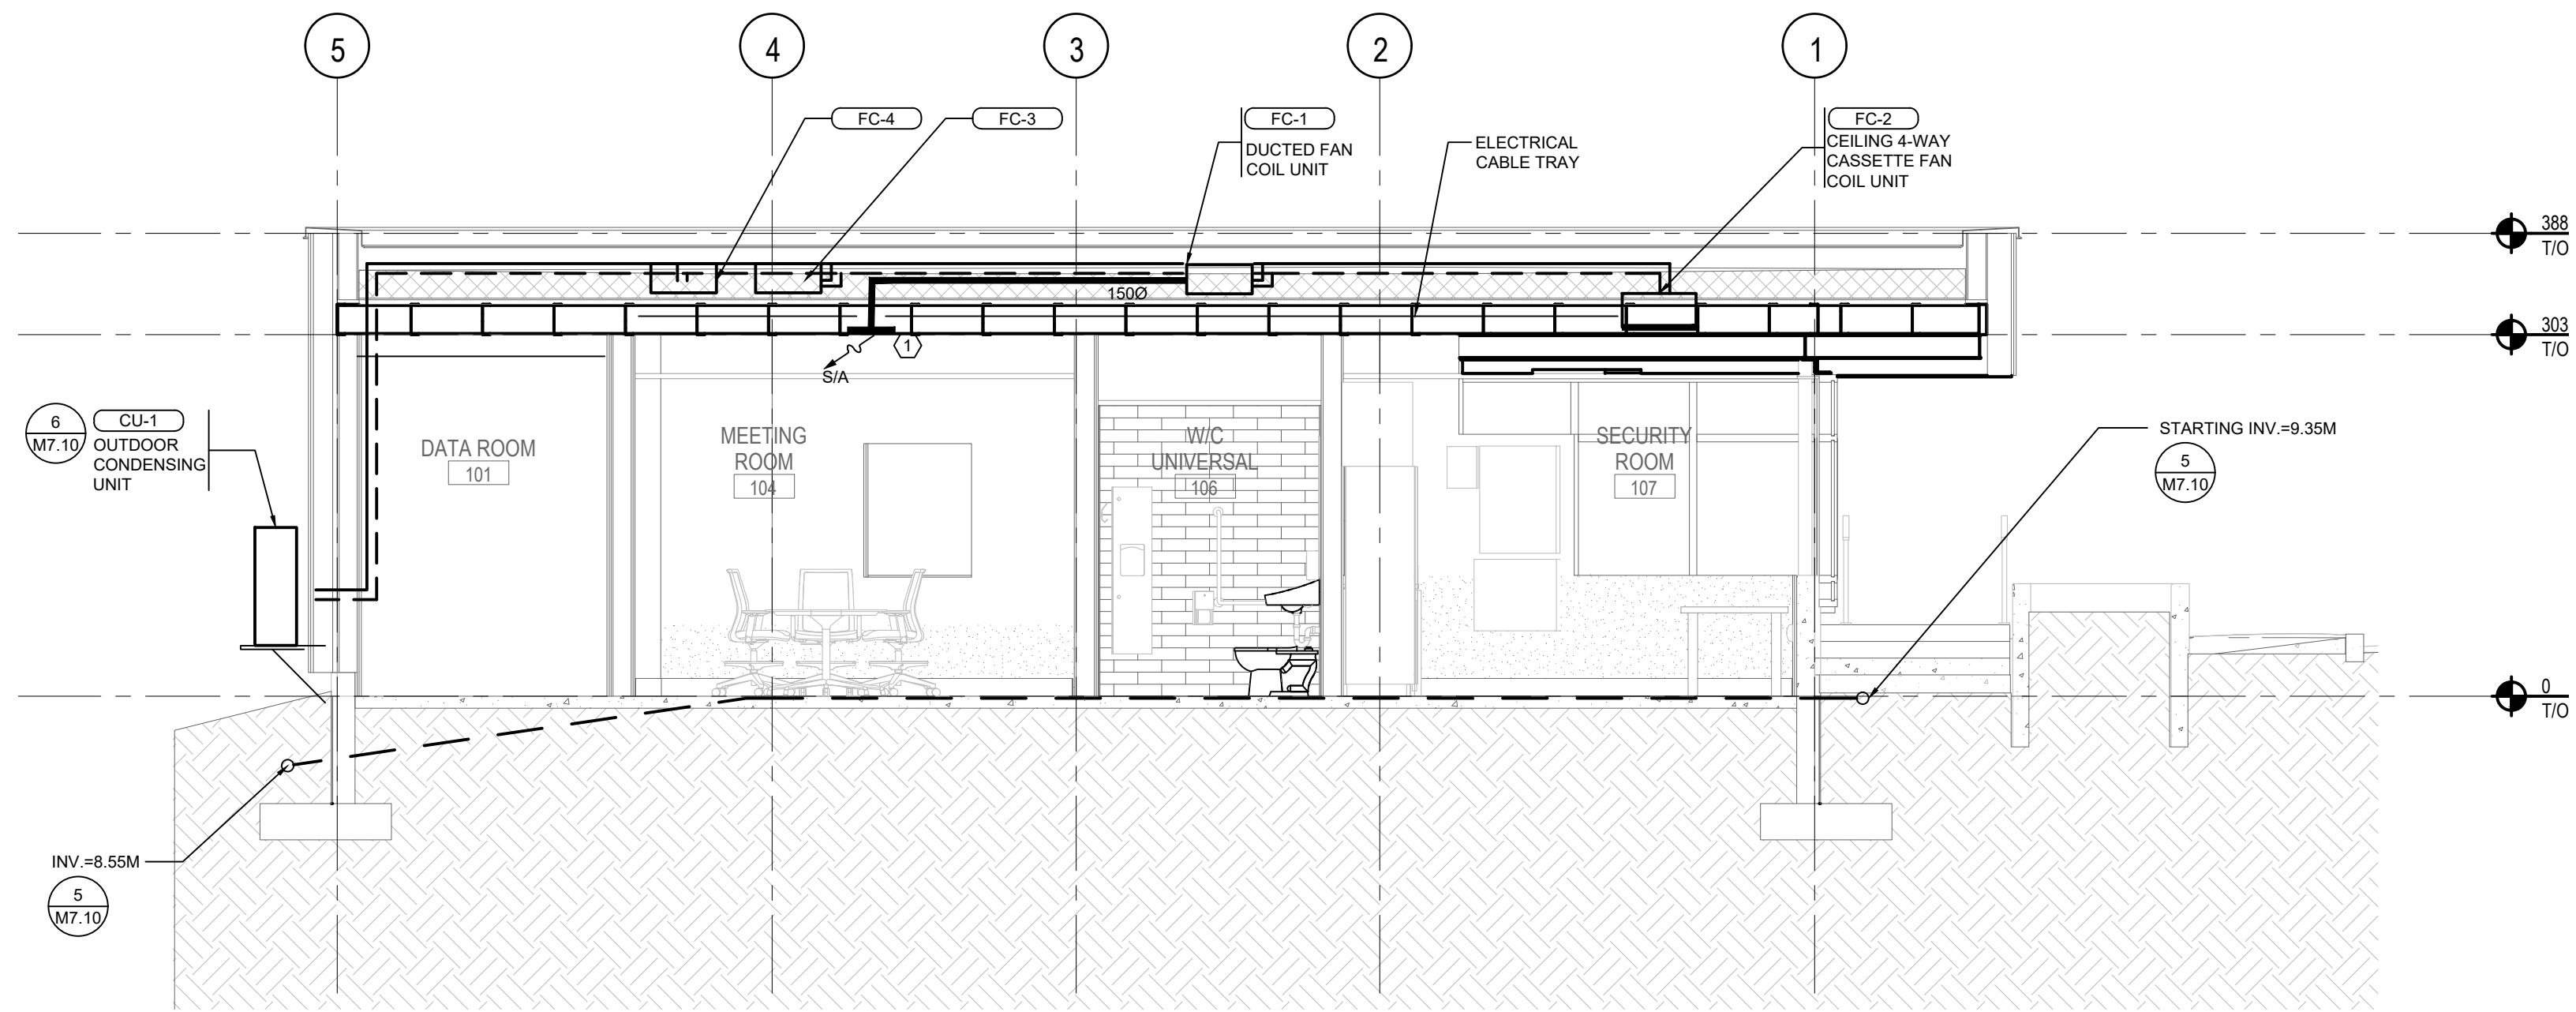 5
4
3
2
1
FC-4
FC-3
FC-1
DUCTED FAN
COIL UNIT
ELECTRICAL
CABLE TRAY
FC-2
CEILING 4-WAY
CASSETTE FAN
COIL UNIT
388
T/O
150Ø
303
T/O
1
S/A
6
M7.10
CU-1
OUTDOOR
CONDENSING
UNIT
DATA ROOM
101
MEETING
ROOM
104
W/C
UNIVERSAL
106
SECURITY
ROOM
107
STARTING INV.=9.35M
5
M7.10
0
T/O
INV.=8.55M
5
M7.10